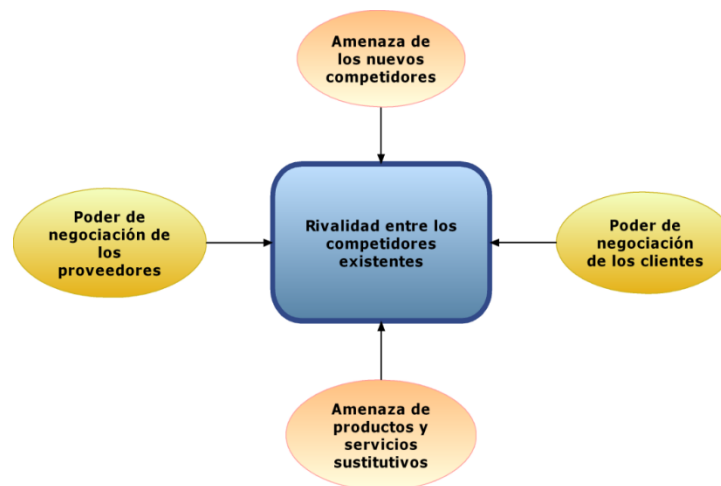 Amenaza de
los nuevos
competidores
Poder de
negociación de
los
proveedores
Rivalidad entre los
competidores
existentes
Poder de
negociación
de los clientes
Amenaza de
productos y
servicios
sustitutivos